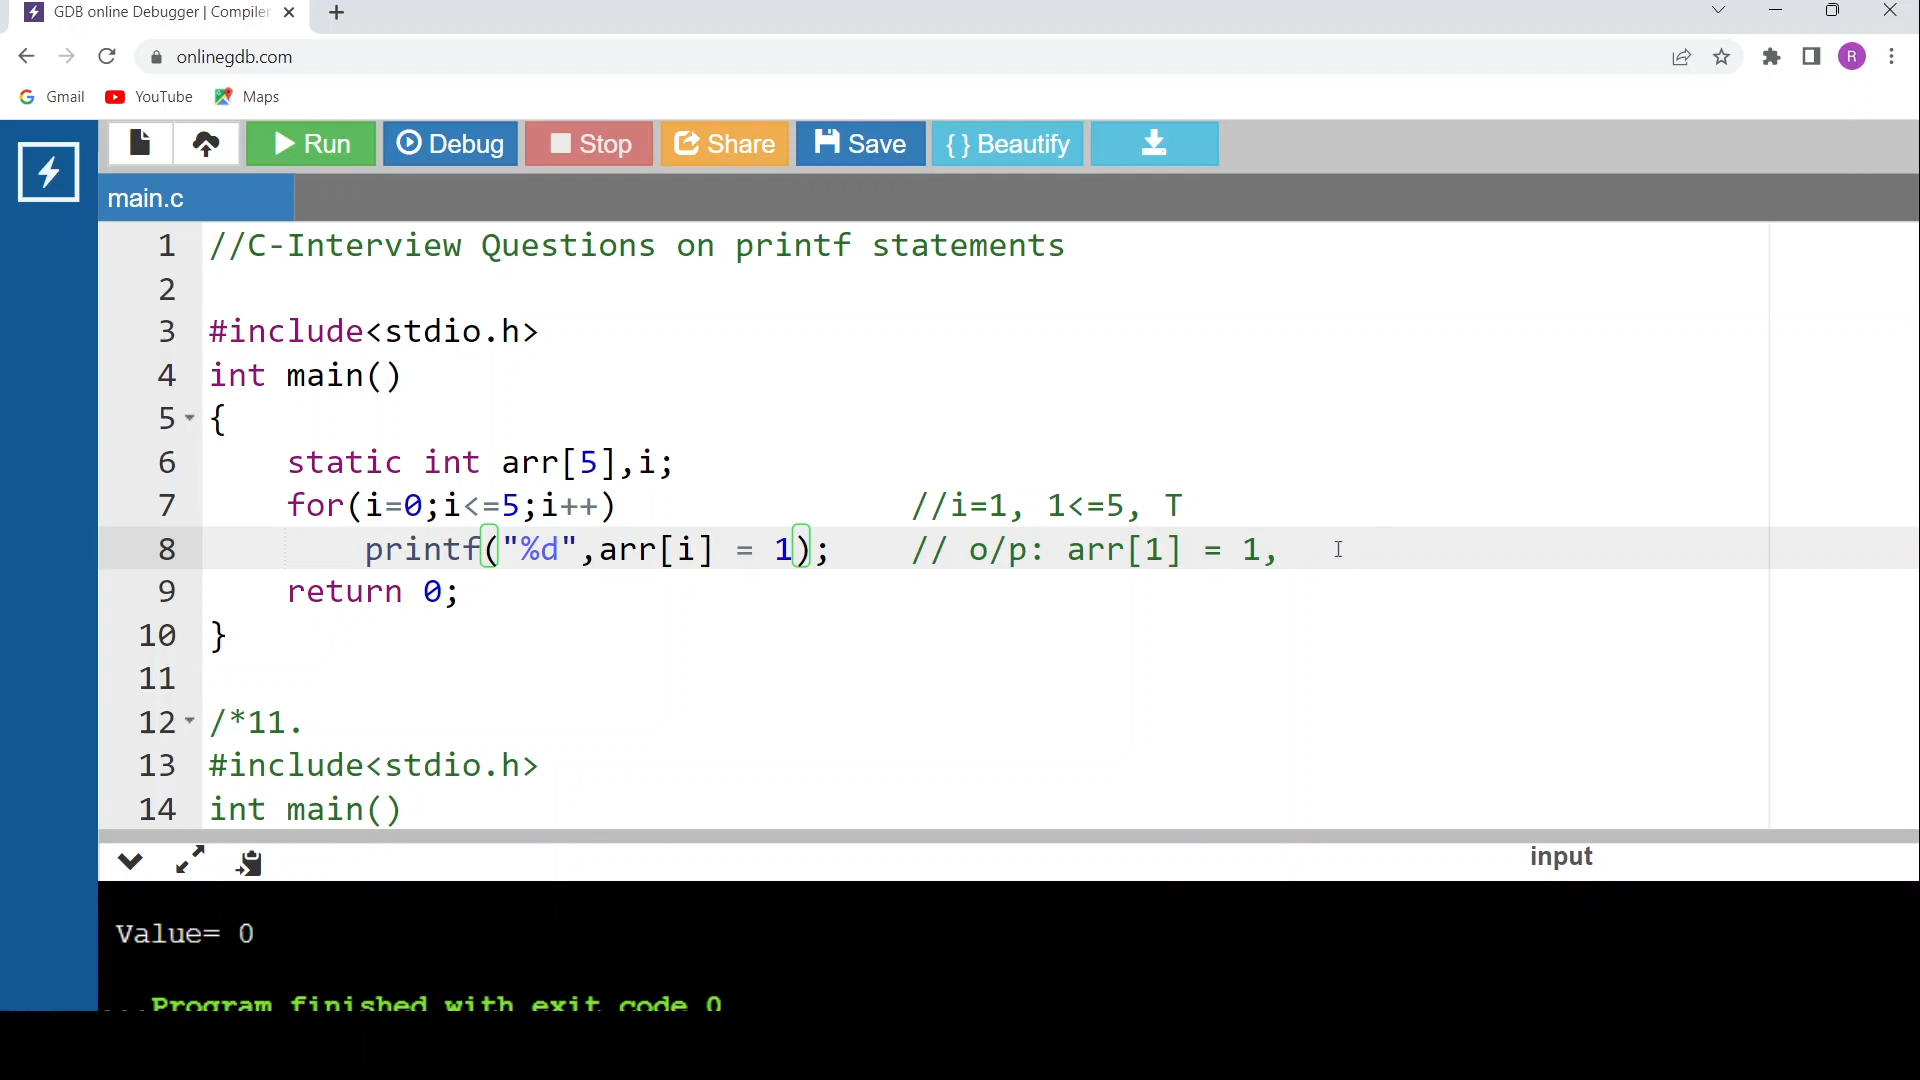 GDB online Debugger | Compiler
onlinegdb.com
R
Gmail YouTube Maps
Run Debug Stop Share Save { } Beautify
main.c
1 //C-Interview Questions on printf statements
2
3 #include<stdio.h>
4 int main()
5 {
6 static int arr[5],i;
7 for(i=0;i<=5;i++) //i=1, 1<=5, T
8 printf("%d",arr[i] = 1); // o/p: arr[1] = 1,
9 return 0;
10 }
11
12 /*11.
13 #include<stdio.h>
14 int main()
input
Value= 0
...Program finished with exit code 0